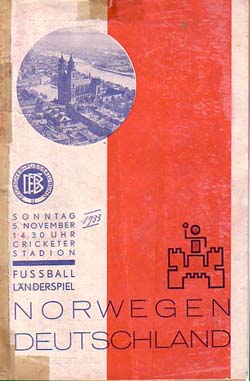 DFB
SONNTAG
5. NOVEMBER
14.30 UHR
CRICKETER
STADION
1933
FUSSBALL
LÄNDERSPIEL
NORWEGEN
DEUTSCHLAND